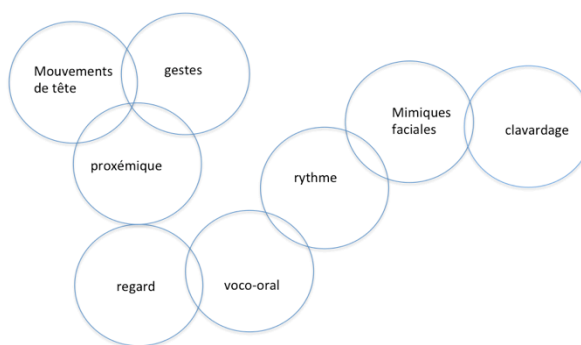 Mouvements
de tête
gestes
proxémique
regard
voco-oral
rythme
Mimiques
faciales
clavardage